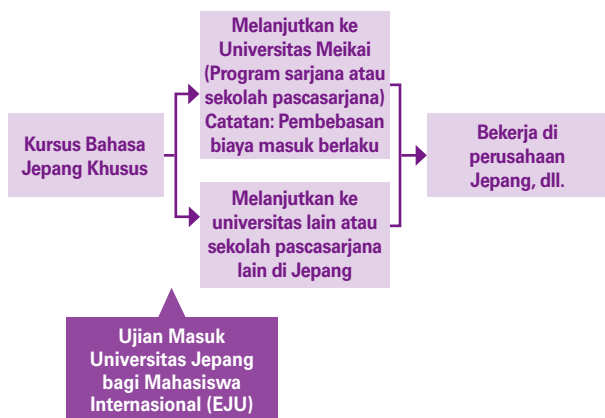 Kursus Bahasa
Jepang Khusus
Melanjutkan ke
Universitas Meikai
(Program sarjana atau
sekolah pascasarjana)
Catatan: Pembebasan
biaya masuk berlaku
Melanjutkan ke
universitas lain atau
sekolah pascasarjana
lain di Jepang
Bekerja di
perusahaan
Jepang, dll.
Ujian Masuk
Universitas Jepang
bagi Mahasiswa
Internasional (EJU)